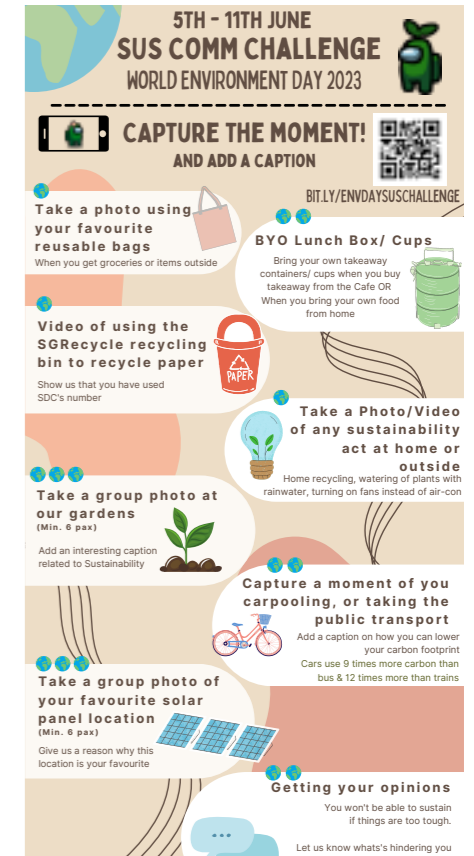 5TH - 11TH JUNE
SUS COMM CHALLENGE
WORLD ENVIRONMENT DAY 2023
CAPTURE THE MOMENT!
AND ADD A CAPTION
BIT.LY/ENVDAYSUSCHALLENGE
Take a photo using
your favourite
reusable bags
When you get groceries or items outside
BYO Lunch Box/ Cups
Bring your own takeaway
containers/ cups when you buy
takeaway from the Cafe OR
When you bring your own food
from home
Video of using the
SGRecycle recycling
bin to recycle paper
Show us that you have used
SDC's number
PAPER
Take a Photo/Video
of any sustainability
act at home or
outside
Home recycling, watering of plants with
rainwater, turning on fans instead of air-con
Take a group photo at
our gardens
(Min. 6 pax)
Add an interesting caption
related to Sustainability
Capture a moment of you
carpooling, or taking the
public transport
Add a caption on how you can lower
your carbon footprint
Cars use 9 times more carbon than
bus & 12 times more than trains
Take a group photo of
your favourite solar
panel location
(Min. 6 pax)
Give us a reason why this
location is your favourite
Getting your opinions
You won't be able to sustain
if things are too tough.
Let us know whats's hindering you